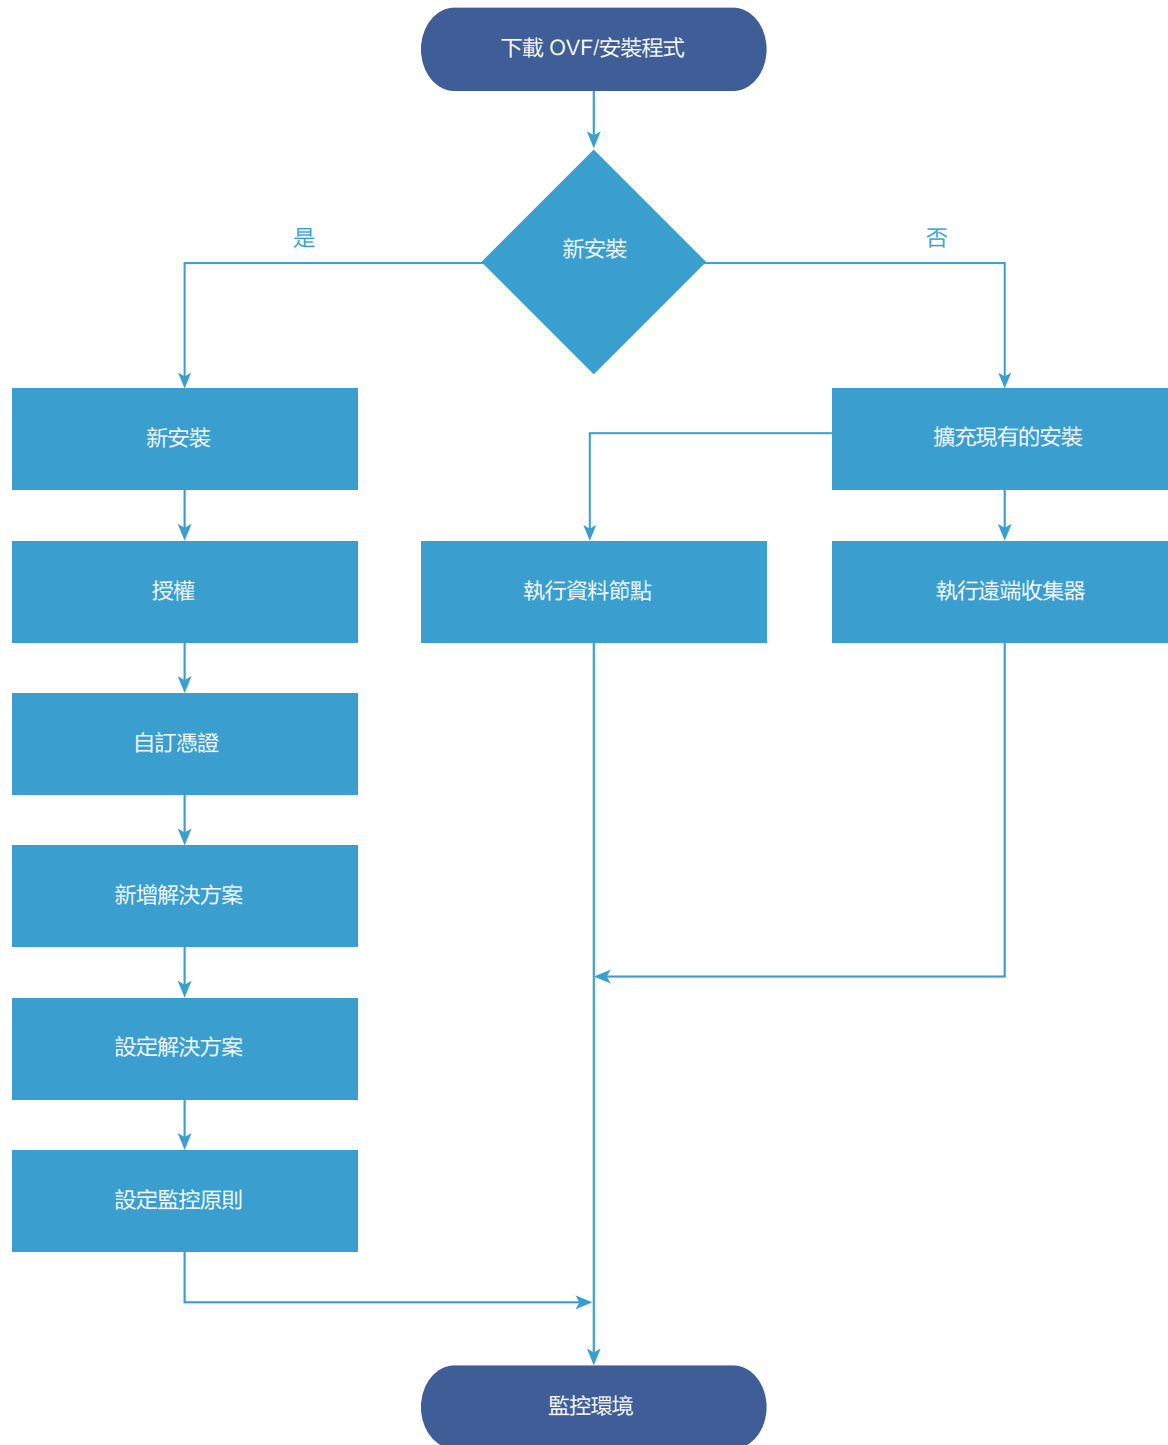 下載 OVF/安裝程式
新安裝
是
否
新安裝
擴充現有的安裝
授權
執行資料節點
執行遠端收集器
自訂憑證
新增解決方案
設定解決方案
設定監控原則
監控環境